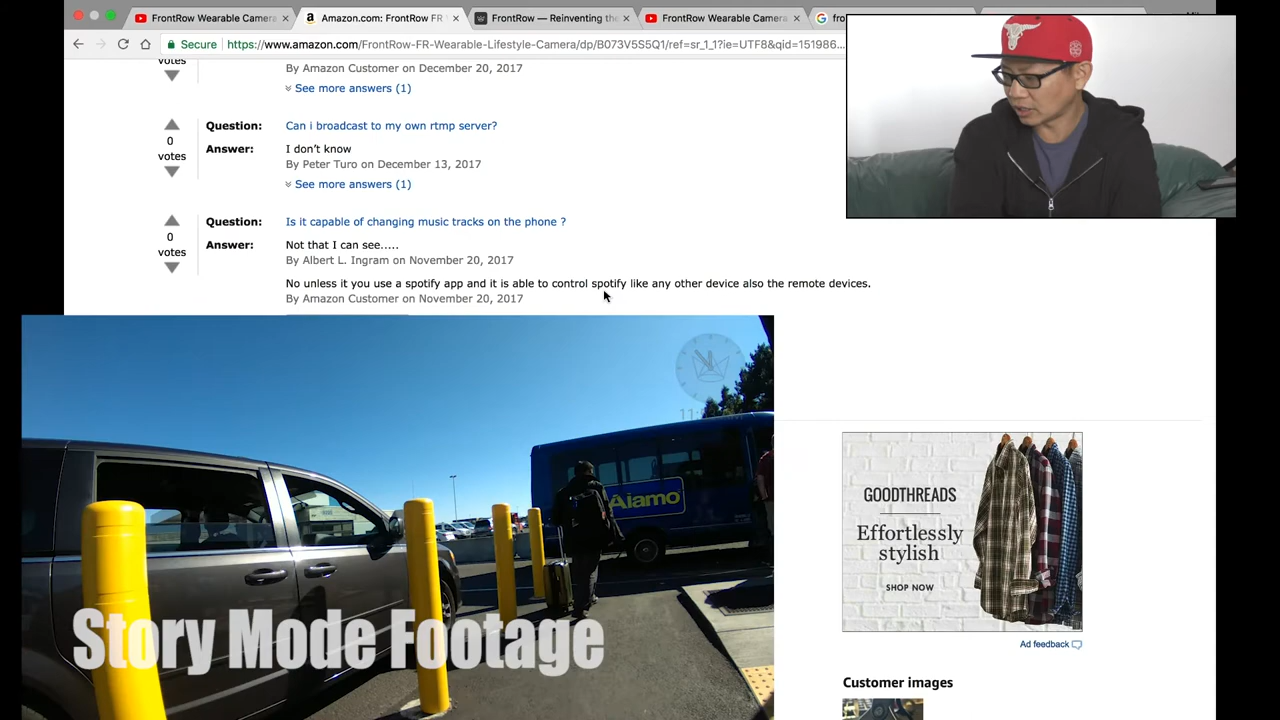 FrontRow Wearable Camera
Amazon.com: FrontRow FR
FrontRow — Reinventing the
FrontRow Wearable Camera
Secure
https://www.amazon.com/FrontRow-FR-Wearable-Lifestyle-Camera/dp/B073V5S5Q1/ref=sr_1_1?ie=UTF8&qid=151986...
votes
By Amazon Customer on December 20, 2017
See more answers (1)
0
votes
Question: Can i broadcast to my own rtmp server?
Answer: I don't know
By Peter Turo on December 13, 2017
See more answers (1)
0
votes
Question: Is it capable of changing music tracks on the phone ?
Answer: Not that I can see.....
By Albert L. Ingram on November 20, 2017
No unless it you use a spotify app and it is able to control spotify like any other device also the remote devices.
By Amazon Customer on November 20, 2017
Alamo
Story Mode Footage
GOODTHREADS
Effortlessly
stylish
SHOP NOW
Ad feedback
Customer images